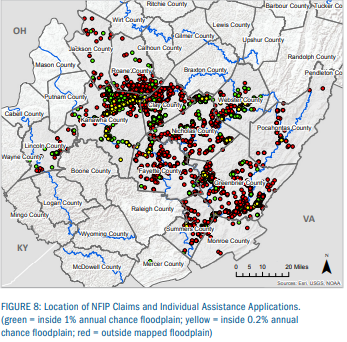 Ritchie County
Barbour County
Tucker Co
OH
Wirt County
Lewis County
Gilmer County
Upshur County
Jackson County
Calhoun County
Randolph County
Mason County
Roane County
Braxton County
Pendleton Co
Putnam County
Clay County
Webster County
Cabell County
Kanawha County
Nicholas County
Pocahontas County
Lincoln County
Wayne County
Boone County
Fayette County
Greenbrier County
Logan County
Raleigh County
VA
Mingo County
Summers County
Wyoming County
Monroe County
KY
McDowell County
Mercer County
0 5 10 20 Miles
N
Sources: Esri, USGS, NOAA
FIGURE 8: Location of NFIP Claims and Individual Assistance Applications.
(green = inside 1% annual chance floodplain; yellow = inside 0.2% annual
chance floodplain; red = outside mapped floodplain)